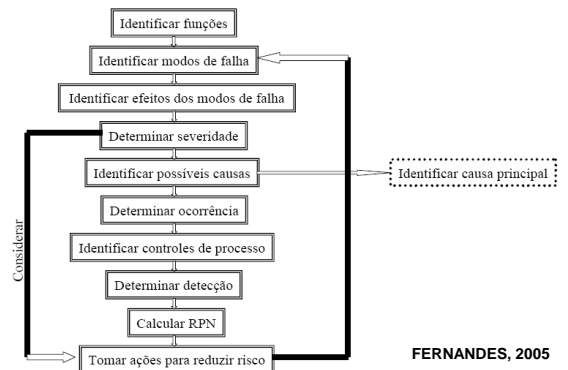 Identificar funções
Identificar modos de falha
Identificar efeitos dos modos de falha
Determinar severidade
Identificar possíveis causas
Identificar causa principal
Determinar ocorrência
Considerar
Identificar controles de processo
Determinar detecção
Calcular RPN
Tomar ações para reduzir risco
FERNANDES, 2005